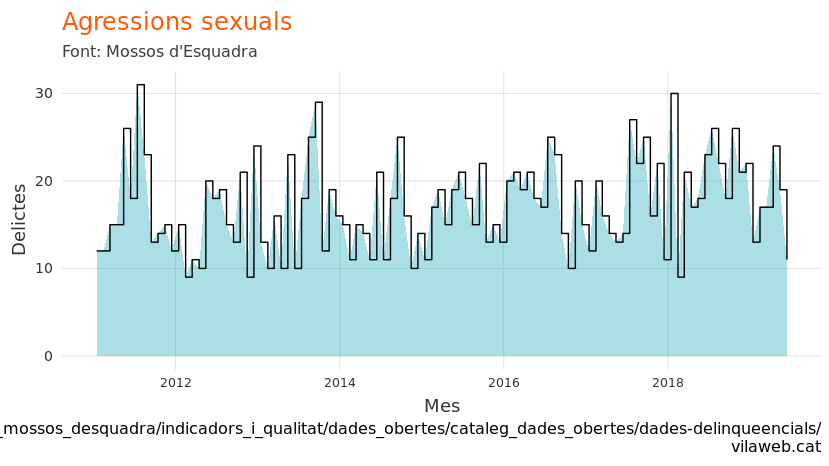 Agressions sexuals
Font: Mossos d'Esquadra
30
20
10
0
Delictes
2012 2014 2016 2018
Mes
_mossos_desquadra/indicadors_i_qualitat/dades_obertes/cataleg_dades_obertes/dades-delinqueencials/
vilaweb.cat